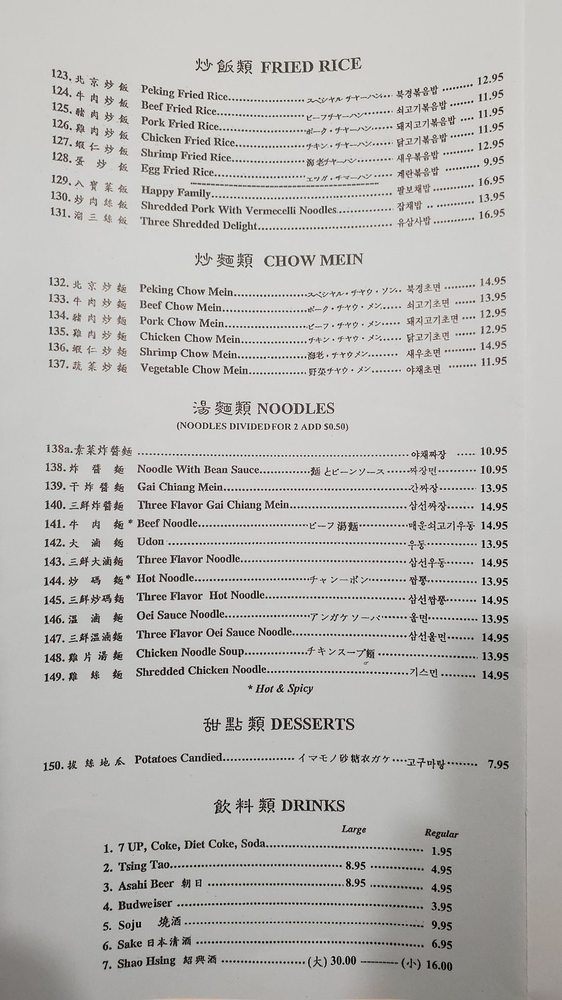 炒飯類 FRIED RICE
123. 北京炒飯 Peking Fried Rice スペシャル チャーハン 북경볶음밥 12.95
124. 牛肉炒飯 Beef Fried Rice ビーフチャーハン 쇠고기볶음밥 11.95
125. 豬肉炒飯 Pork Fried Rice ポーク・チャーハン 돼지고기볶음밥 11.95
126. 雞肉炒飯 Chicken Fried Rice チキン・チャーハン 닭고기볶음밥 11.95
127. 蝦仁炒飯 Shrimp Fried Rice 海老チャーハン 새우볶음밥 12.95
128. 蛋炒飯 Egg Fried Rice エッグ・チャーハン 계란볶음밥 9.95
129. 八寶菜飯 Happy Family 팔보채밥 16.95
130. 炒肉絲飯 Shredded Pork With Vermecelli Noodles 잡채밥 13.95
131. 溜三絲飯 Three Shredded Delight 유삼사밥 16.95
炒麵類 CHOW MEIN
132. 北京炒麵 Peking Chow Mein スペシャル・チャウ・ソン 북경초면 14.95
133. 牛肉炒麵 Beef Chow Mein ポーク・チャウ・メン 쇠고기초면 13.95
134. 豬肉炒麵 Pork Chow Mein ビーフ・チャウ・メン 돼지고기초면 12.95
135. 雞肉炒麵 Chicken Chow Mein チキン・チャウ・メン 닭고기초면 12.95
136. 蝦仁炒麵 Shrimp Chow Mein 海老・チャウメン 새우초면 14.95
137. 蔬菜炒麵 Vegetable Chow Mein 野菜チャウ・メン 야채초면 11.95
湯麵類 NOODLES
(NOODLES DIVIDED FOR 2 ADD $0.50)
138a. 素菜炸醬麵 야채짜장 10.95
138. 炸醬麵 Noodle With Bean Sauce 麵とビーンソース 짜장면 10.95
139. 干炸醬麵 Gai Chiang Mein 간짜장 13.95
140. 三鮮炸醬麵 Three Flavor Gai Chiang Mein 삼선짜장 14.95
141. 牛肉麵* Beef Noodle ビーフ湯麵 매운쇠고기우동 14.95
142. 大滷麵 Udon 우동 13.95
143. 三鮮大滷麵 Three Flavor Noodle 삼선우동 14.95
144. 炒碼麵* Hot Noodle チャンーポン 짬뽕 13.95
145. 三鮮炒碼麵 Three Flavor Hot Noodle 삼선짬뽕 14.95
146. 溫滷麵 Oei Sauce Noodle アンガケソーバ 울면 13.95
147. 三鮮溫滷麵 Three Flavor Oei Sauce Noodle 삼선울면 14.95
148. 雞片湯麵 Chicken Noodle Soup チキンスープ麵 13.95
149. 雞絲麵 Shredded Chicken Noodle 기스면 14.95
* Hot & Spicy
甜點類 DESSERTS
150. 拔絲地瓜 Potatoes Candied イマモノ砂糖衣ガケ 고구마탕 7.95
飲料類 DRINKS
Large Regular
1. 7 UP, Coke, Diet Coke, Soda 1.95
2. Tsing Tao 8.95 4.95
3. Asahi Beer 朝日 8.95 4.95
4. Budweiser 3.95
5. Soju 燒酒 9.95
6. Sake 日本清酒 6.95
7. Shao Hsing 紹興酒 (大) 30.00 (小) 16.00